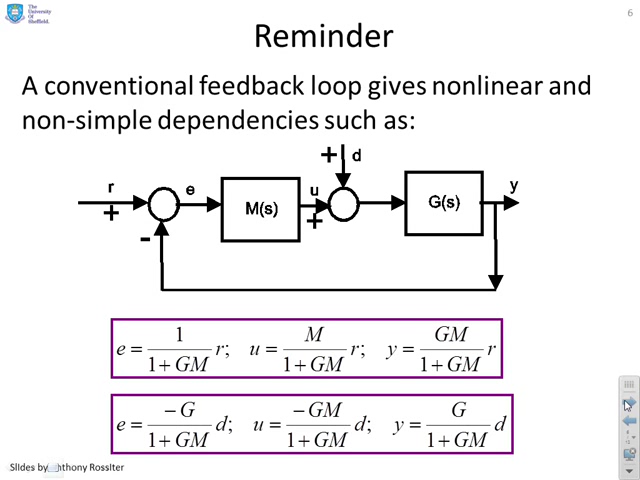 The
University
Of
Sheffield.
6
Reminder
A conventional feedback loop gives nonlinear and
non-simple dependencies such as:
+ d
r e u y
M(s) G(s)
+ +
-
e = 1/(1+GM) r; u = M/(1+GM) r; y = GM/(1+GM) r
e = -G/(1+GM) d; u = -GM/(1+GM) d; y = G/(1+GM) d
Slides by Anthony Rossiter